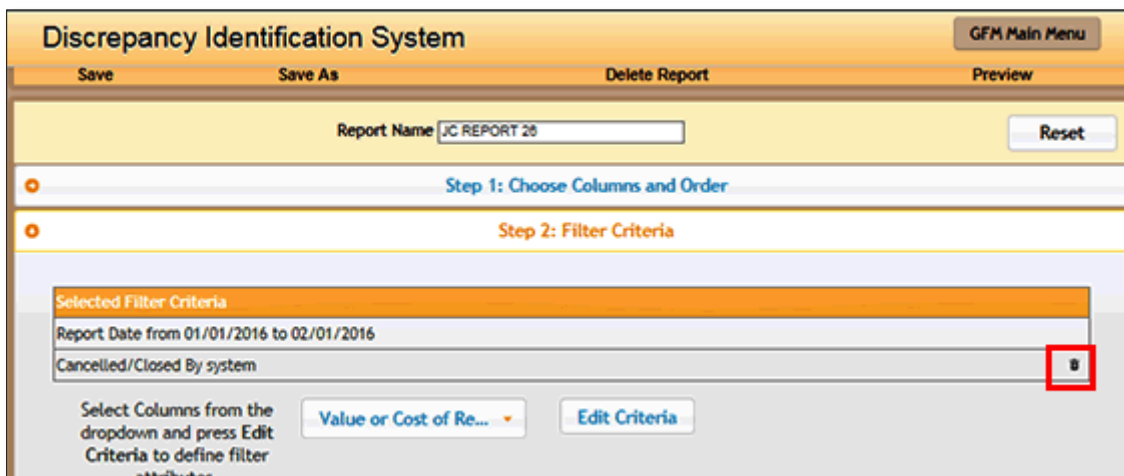 Discrepancy Identification System
GFM Main Menu
Save Save As Delete Report Preview
Report Name JC REPORT 26
Reset
Step 1: Choose Columns and Order
Step 2: Filter Criteria
Selected Filter Criteria
Report Date from 01/01/2016 to 02/01/2016
Cancelled/Closed By system
Select Columns from the
dropdown and press Edit
Criteria to define filter
attributes
Value or Cost of Re...
Edit Criteria